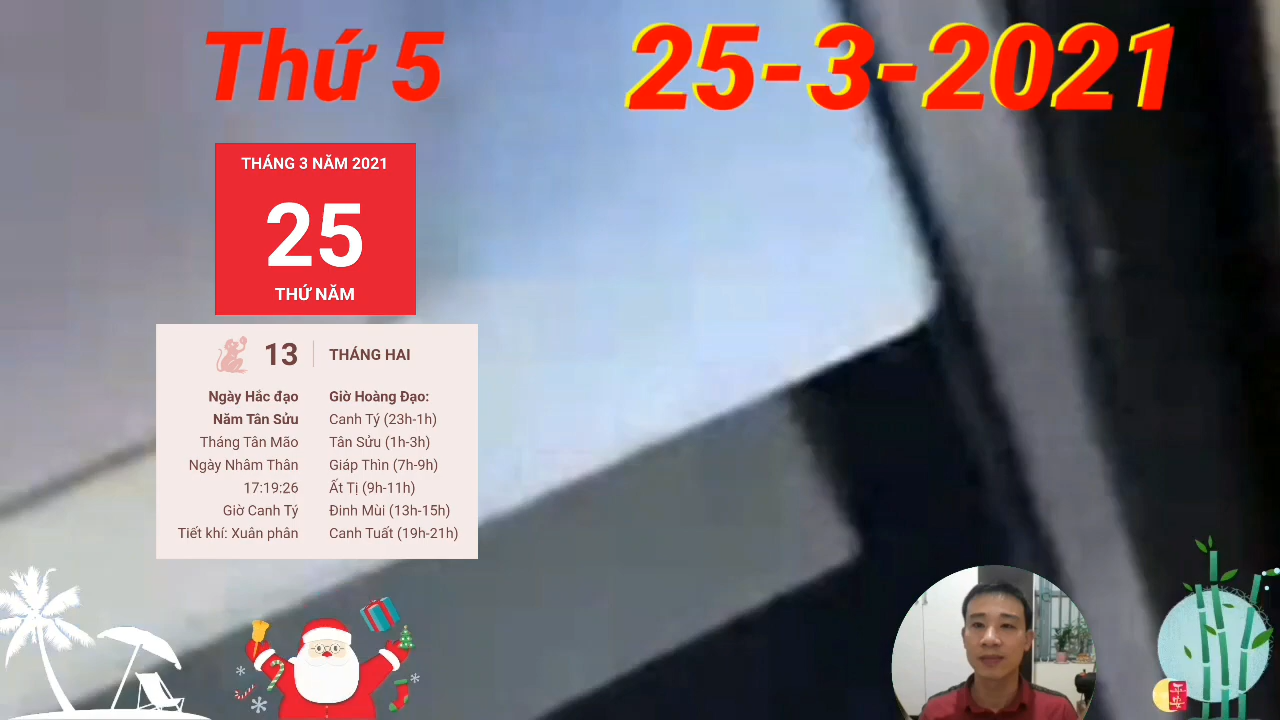 Thứ 5
25-3-2021
THÁNG 3 NĂM 2021
25
THỨ NĂM
13
THÁNG HAI
Ngày Hắc đạo
Năm Tân Sửu
Tháng Tân Mão
Ngày Nhâm Thân
17:19:26
Giờ Canh Tý
Tiết khí: Xuân phân
Giờ Hoàng Đạo:
Canh Tý (23h-1h)
Tân Sửu (1h-3h)
Giáp Thìn (7h-9h)
Ất Tị (9h-11h)
Đinh Mùi (13h-15h)
Canh Tuất (19h-21h)